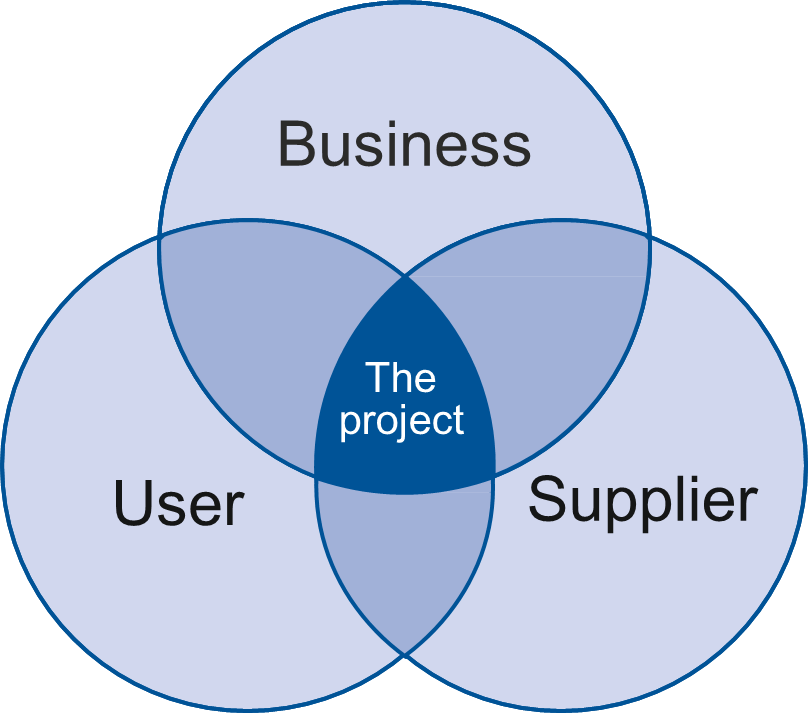 Business
The
project
User
Supplier